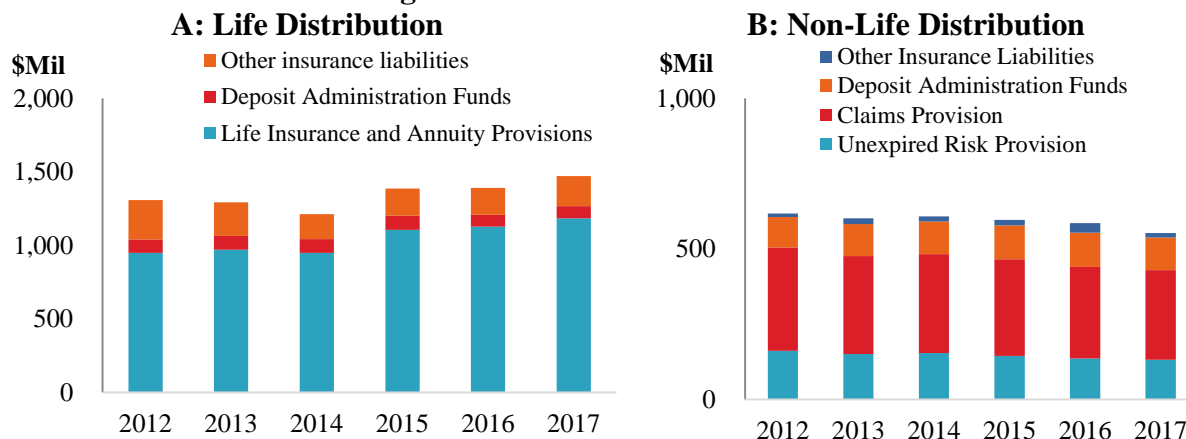 A: Life Distribution
$Mil
Other insurance liabilities
Deposit Administration Funds
Life Insurance and Annuity Provisions
2,000
1,500
1,000
500
0
2012 2013 2014 2015 2016 2017
B: Non-Life Distribution
$Mil
Other Insurance Liabilities
Deposit Administration Funds
Claims Provision
Unexpired Risk Provision
1,000
500
0
2012 2013 2014 2015 2016 2017